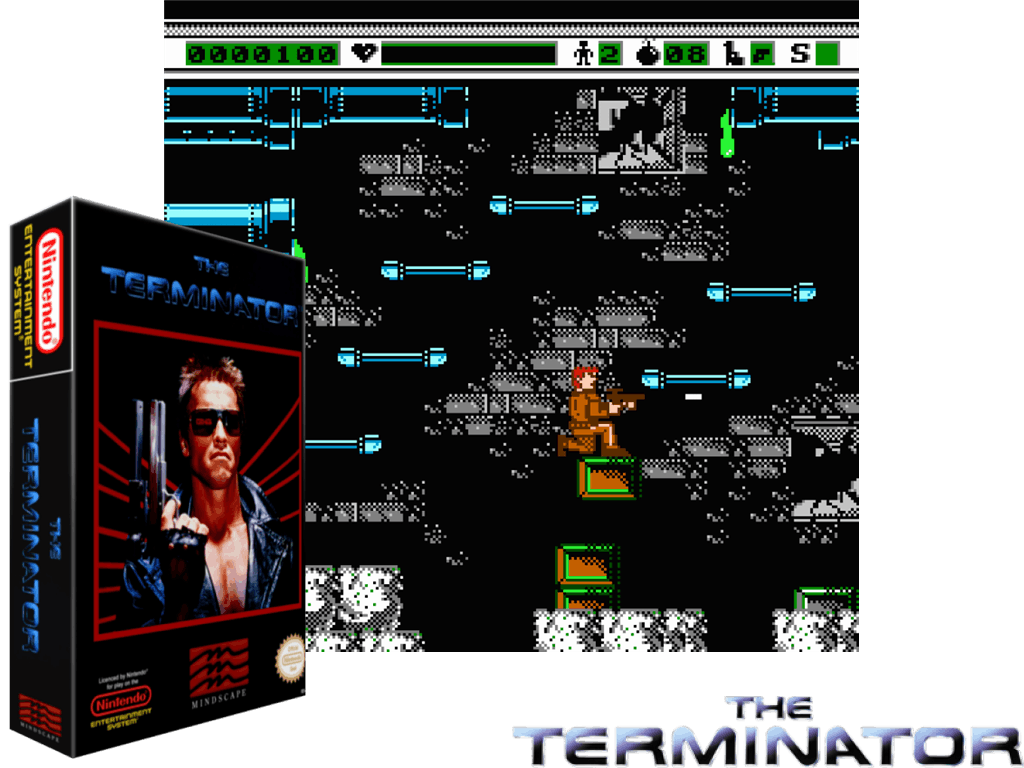 0000100
2
08
S
Nintendo®
ENTERTAINMENT
SYSTEM
THE
TERMINATOR
THE
TERMINATOR
Licensed by Nintendo®
for play on the
Nintendo®
ENTERTAINMENT
SYSTEM®
MINDSCAPE
MINDSCAPE
THE
TERMINATOR